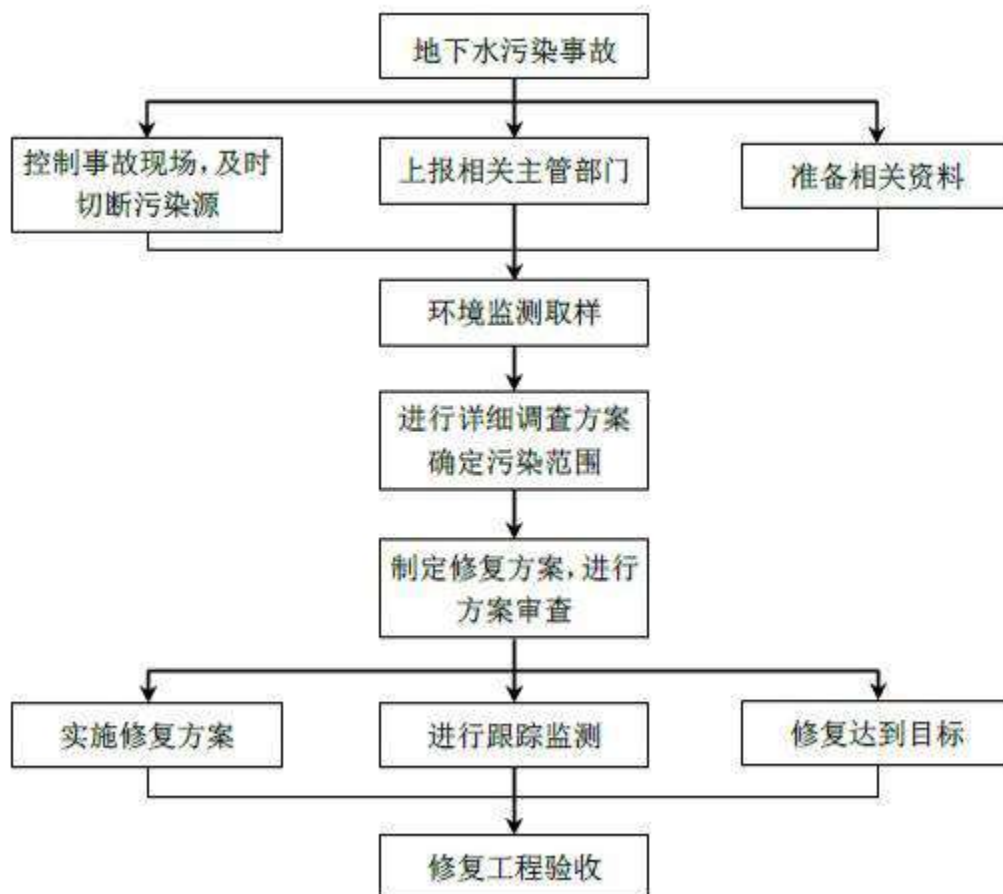 地下水污染事故
控制事故现场，及时
切断污染源
上报相关主管部门
准备相关资料
环境监测取样
进行详细调查方案
确定污染范围
制定修复方案，进行
方案审查
实施修复方案
进行跟踪监测
修复达到目标
修复工程验收